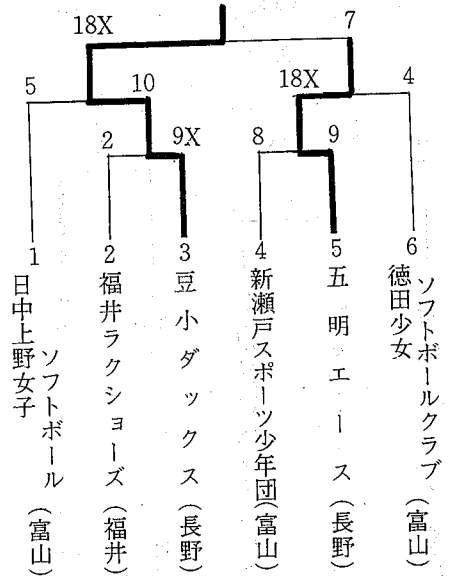 18X
7
5
10
18X
4
2
9X
8
9
1
2
3
4
5
6
日中上野女子
ソフトボール
(富山)
福井ラクショーズ(福井)
豆小ダックス(長野)
新瀬戸スポーツ少年団(富山)
五明エース(長野)
徳田少女
ソフトボールクラブ
(富山)